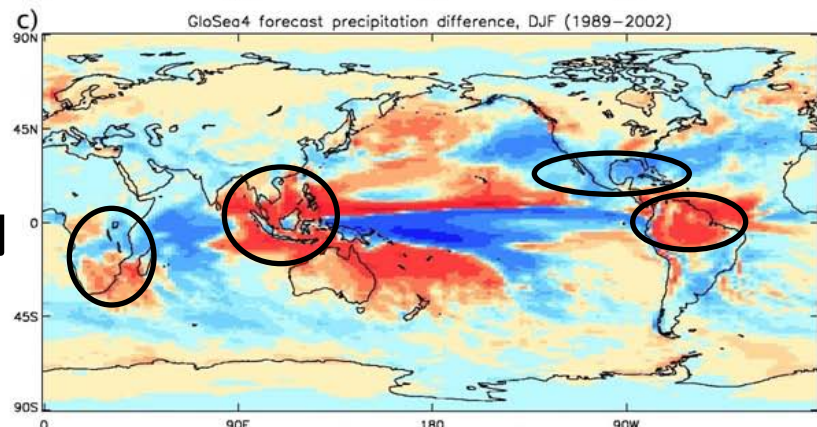 c)
GloSea4 forecast precipitation difference, DJF (1989–2002)
90N
45N
0
45S
90S
0 90E 180 90W